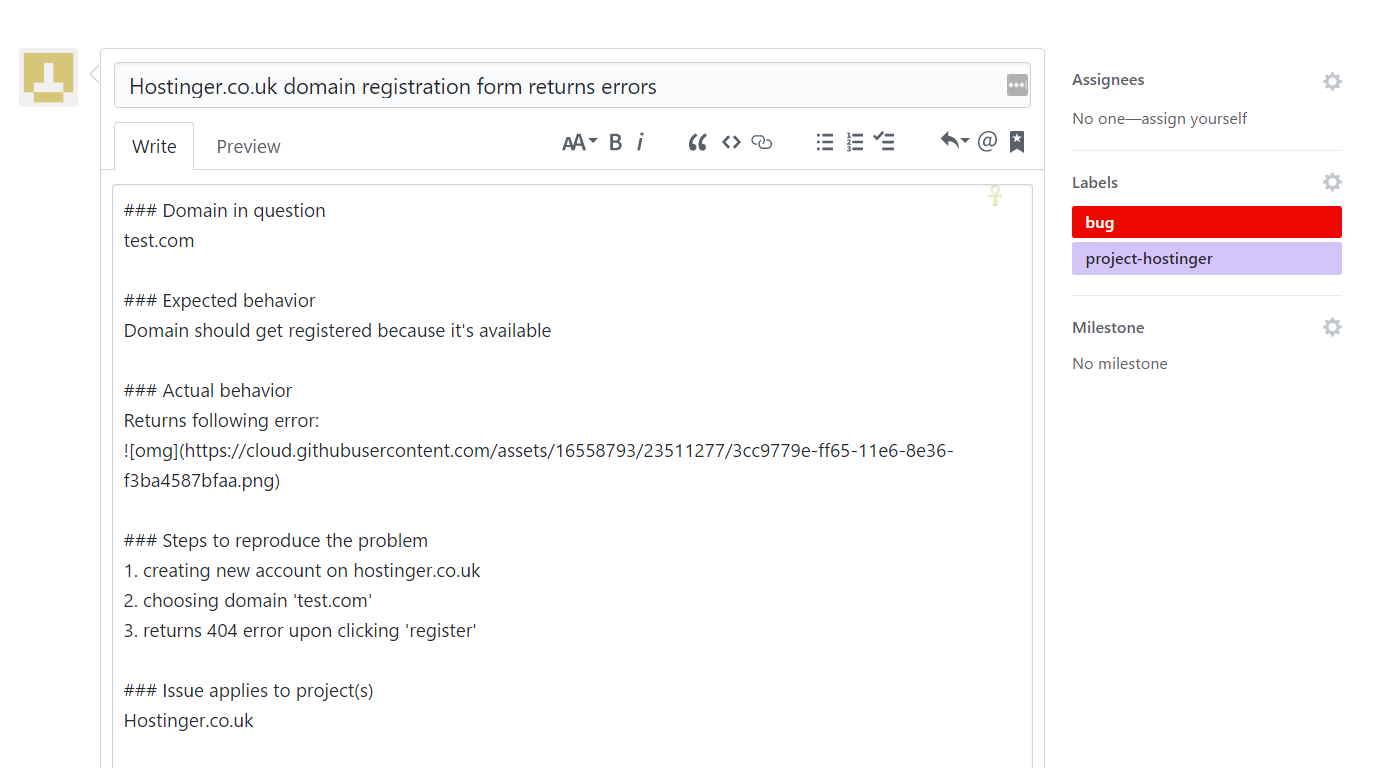 Hostinger.co.uk domain registration form returns errors
Write Preview AA B i @
### Domain in question
test.com
### Expected behavior
Domain should get registered because it's available
### Actual behavior
Returns following error:
![omg](https://cloud.githubusercontent.com/assets/16558793/23511277/3cc9779e-ff65-11e6-8e36-
f3ba4587bfaa.png)
### Steps to reproduce the problem
1. creating new account on hostinger.co.uk
2. choosing domain 'test.com'
3. returns 404 error upon clicking 'register'
### Issue applies to project(s)
Hostinger.co.uk
Assignees
No one—assign yourself
Labels
bug
project-hostinger
Milestone
No milestone